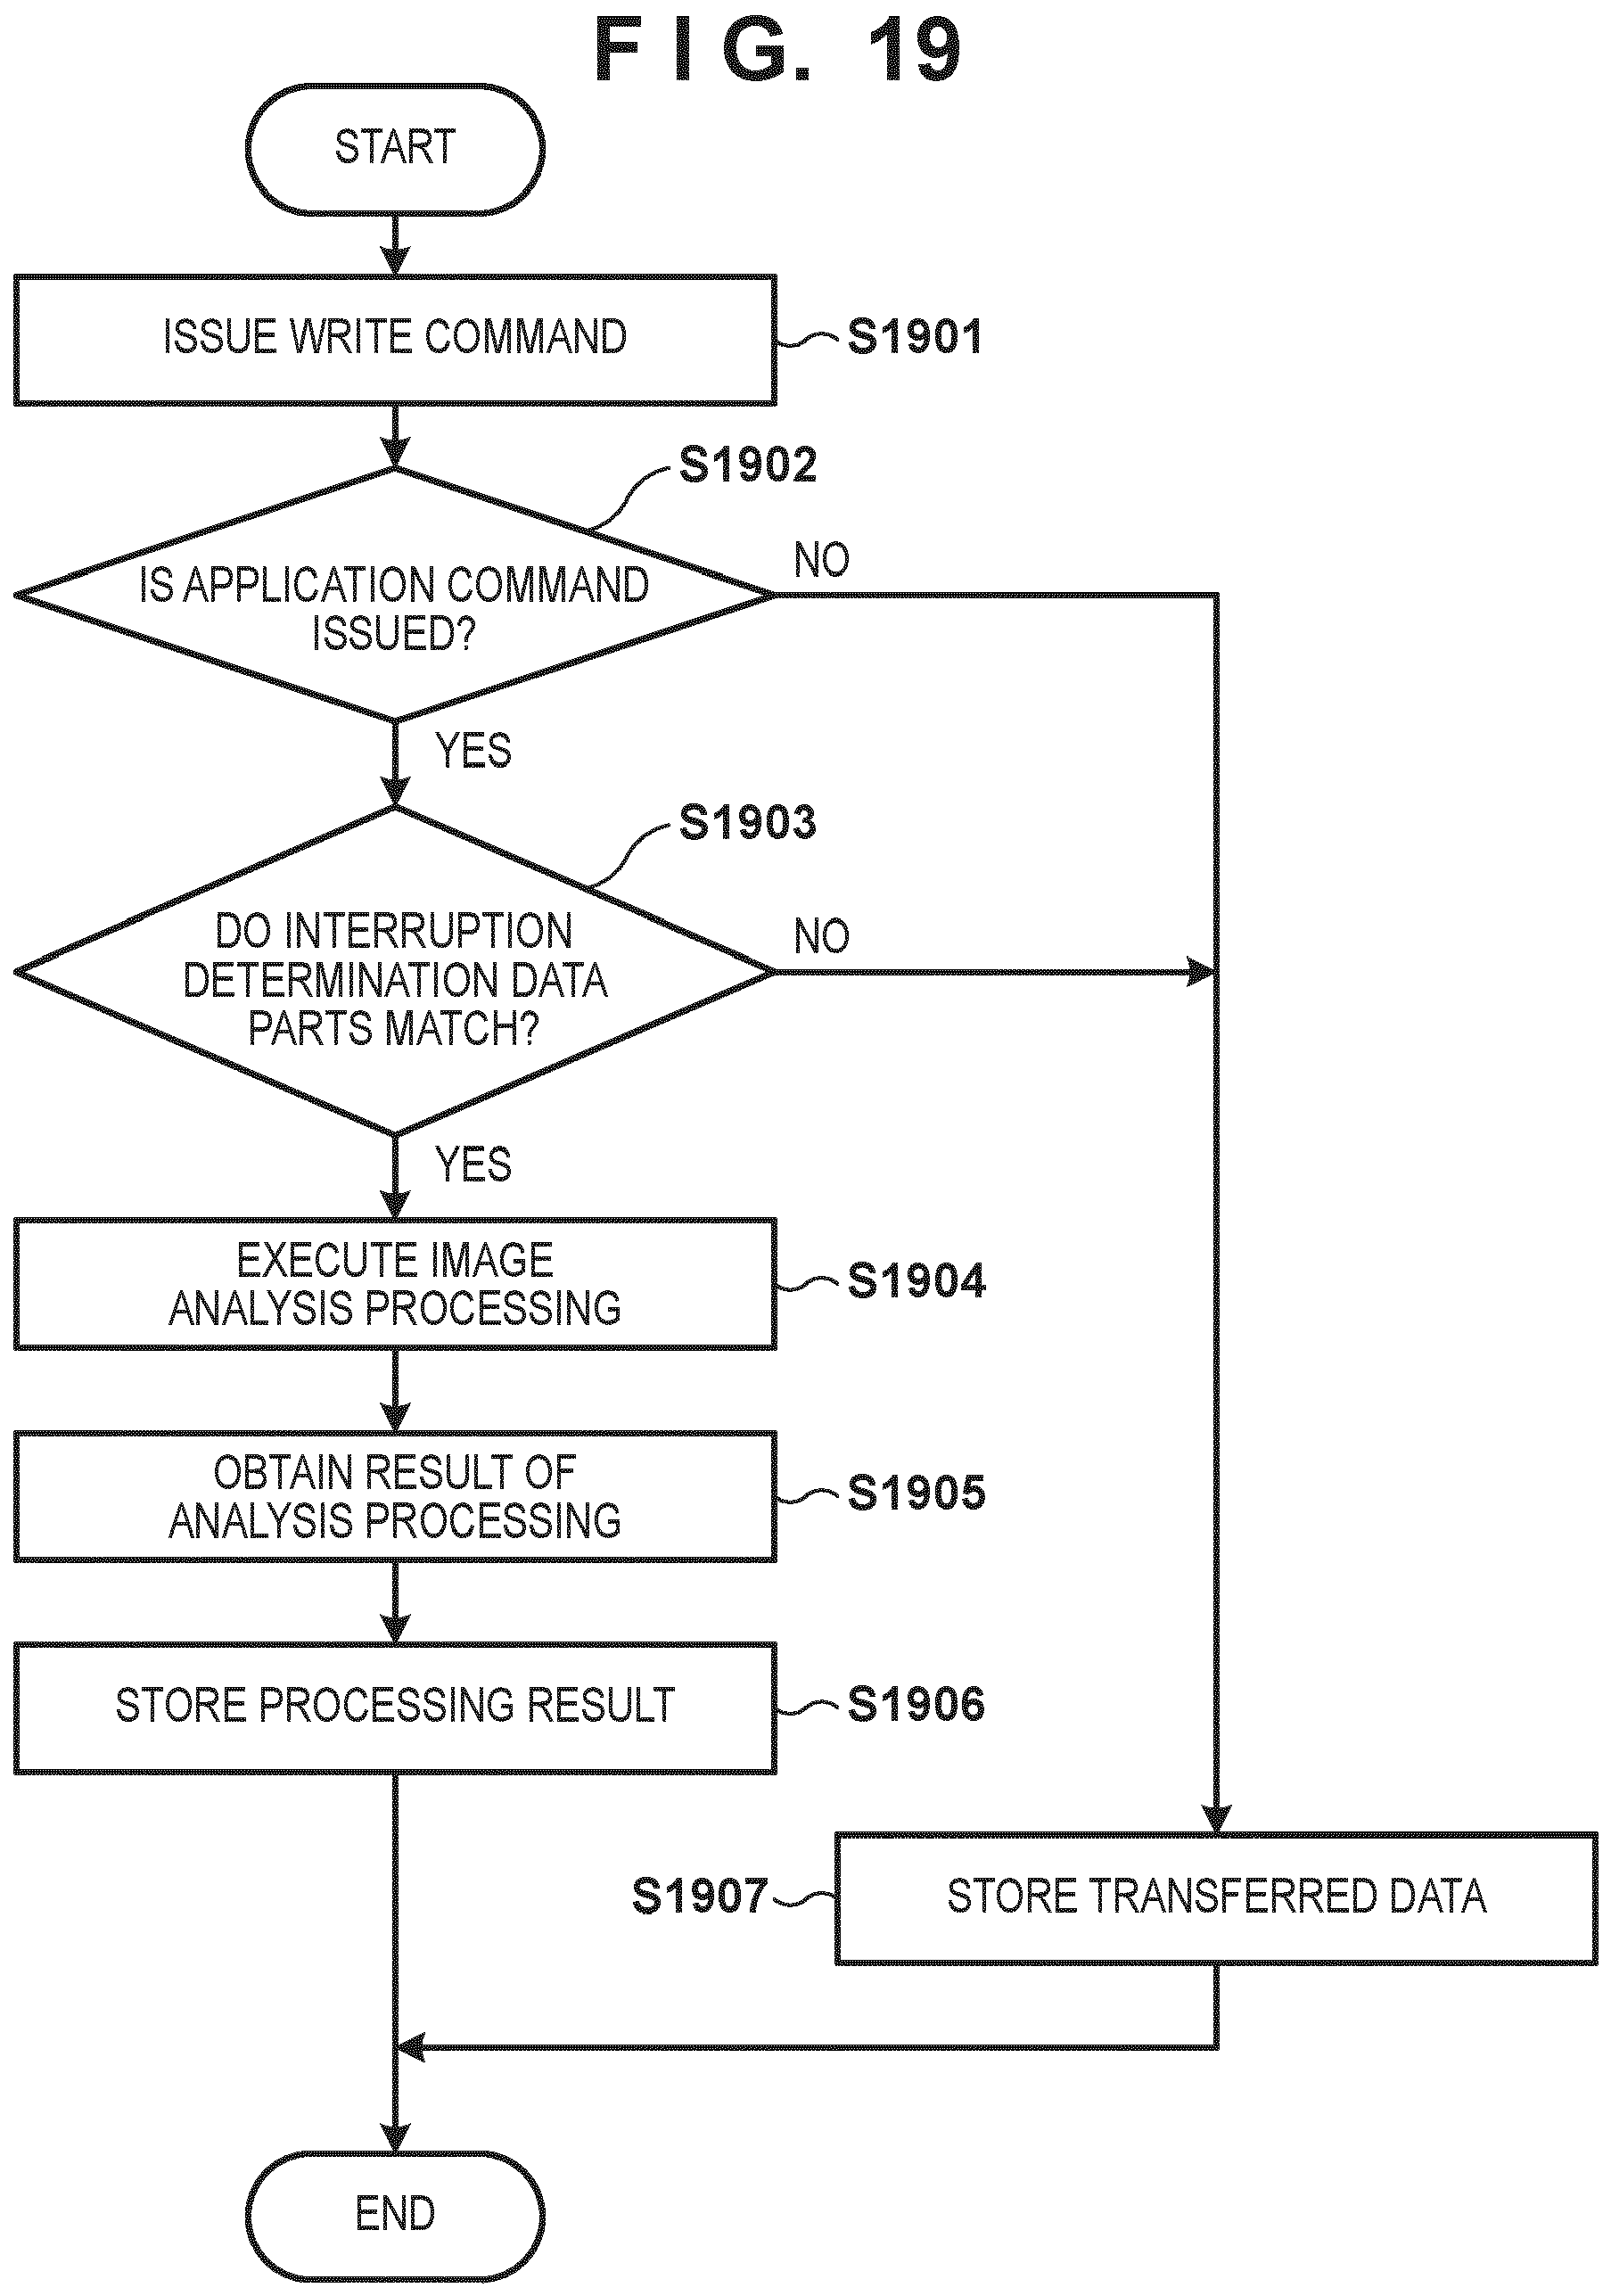 FIG. 19
START
ISSUE WRITE COMMAND
S1901
S1902
IS APPLICATION COMMAND
ISSUED?
NO
YES
S1903
DO INTERRUPTION
DETERMINATION DATA
PARTS MATCH?
NO
YES
EXECUTE IMAGE
ANALYSIS PROCESSING
S1904
OBTAIN RESULT OF
ANALYSIS PROCESSING
S1905
STORE PROCESSING RESULT
S1906
S1907
STORE TRANSFERRED DATA
END